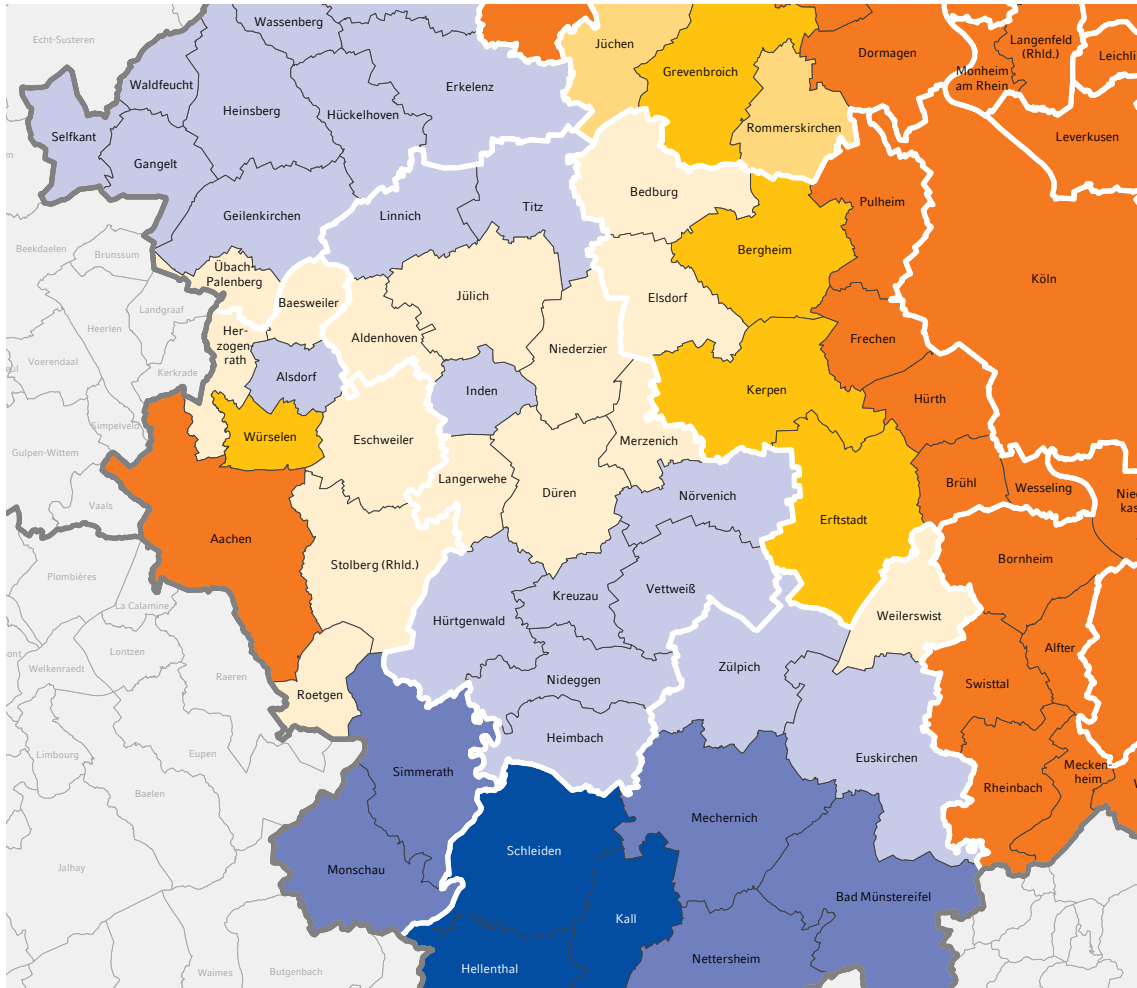 Echt-Susteren
Wassenberg
Jüchen
Grevenbroich
Dormagen
Langenfeld
(Rhld.)
Monheim
am Rhein
Leichlin
Waldfeucht
Heinsberg
Hückelhoven
Erkelenz
Rommerskirchen
Leverkusen
Selfkant
Gangelt
Bedburg
Pulheim
Geilenkirchen
Linnich
Titz
Bergheim
Beekdaelen
Brunssum
Übach-
Palenberg
Baesweiler
Jülich
Elsdorf
Köln
Landgraaf
Heerlen
Her-
zogen-
rath
Aldenhoven
Niederzier
Frechen
Voerendaal
Kerkrade
Alsdorf
Inden
Kerpen
Hürth
Simpelveld
Würselen
Eschweiler
Merzenich
Gulpen-Wittem
Langerwehe
Düren
Nörvenich
Brühl
Wesseling
Nied
kas
Vaals
Aachen
Erftstadt
Stolberg (Rhld.)
Bornheim
Plombières
La Calamine
Kreuzau
Vettweiß
Hürtgenwald
Weilerswist
Lontzen
Welkenraedt
Raeren
Zülpich
Alfter
Nideggen
Swisttal
Roetgen
Heimbach
Limbourg
Eupen
Simmerath
Euskirchen
Mecken-
heim
Rheinbach
Baelen
Mechernich
Schleiden
Jalhay
Monschau
Bad Münstereifel
Kall
Nettersheim
Waimes
Butgenbach
Hellenthal